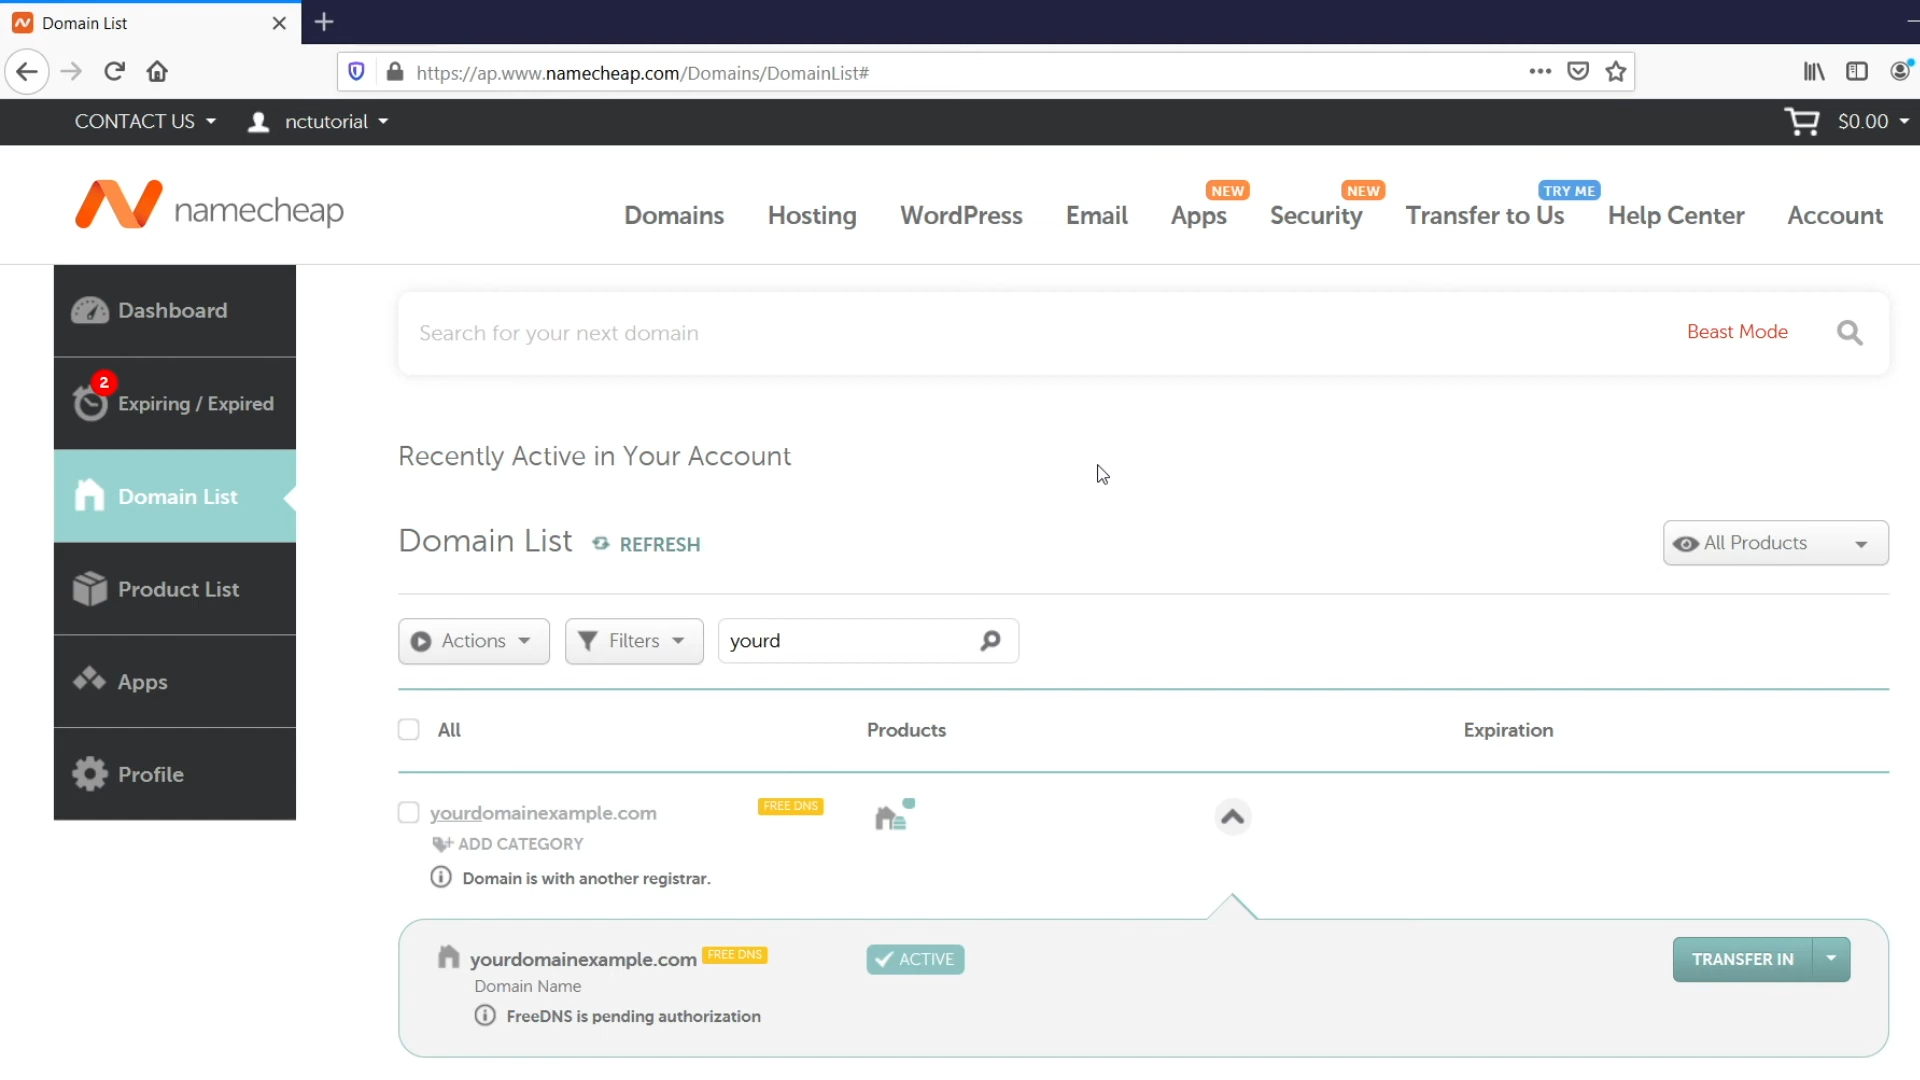 Domain List
https://ap.www.namecheap.com/Domains/DomainList#
CONTACT US nctutorial $0.00
namecheap
Domains Hosting WordPress Email Apps NEW Security NEW Transfer to Us TRY ME Help Center Account
Dashboard
2
Expiring / Expired
Domain List
Product List
Apps
Profile
Search for your next domain Beast Mode
Recently Active in Your Account
Domain List REFRESH All Products
Actions Filters yourd
All Products Expiration
yourdomainexample.com FREE DNS
ADD CATEGORY
Domain is with another registrar.
yourdomainexample.com FREE DNS ACTIVE TRANSFER IN
Domain Name
FreeDNS is pending authorization